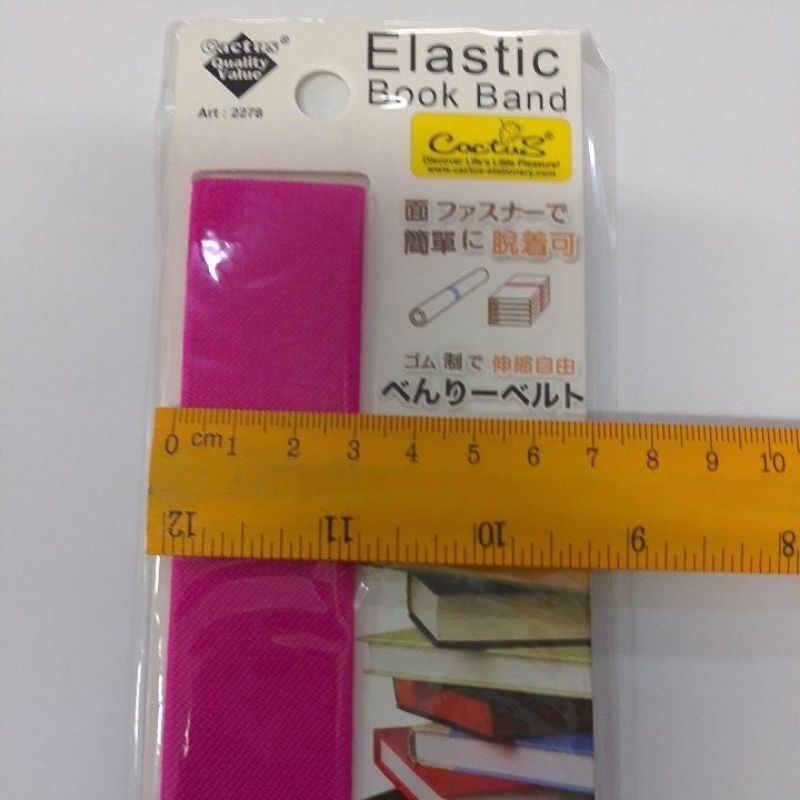 Cactus®
Quality
Value
Art : 2278
Elastic
Book Band
Cactus®
Discover Life's Little Pleasure!
www.cactus-stationery.com
面 ファスナーで
簡單に 脱着可
ゴム 制で 伸縮自由
べんりーベルト
0 cm 1 2 3 4 5 6 7 8 9 10
12 11 10 9 8